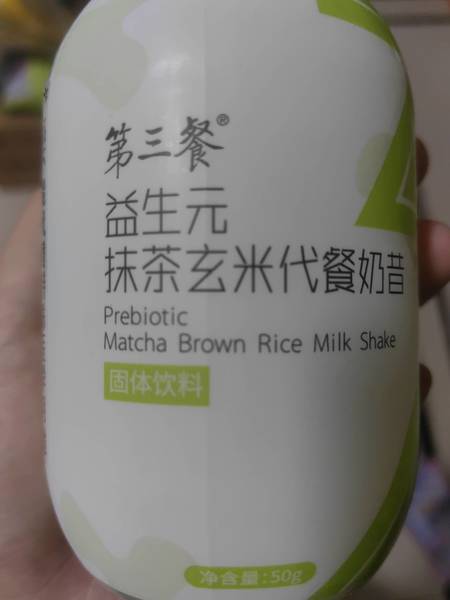 第三餐®
益生元
抹茶玄米代餐奶昔
Prebiotic
Matcha Brown Rice Milk Shake
固体饮料
净含量:50g